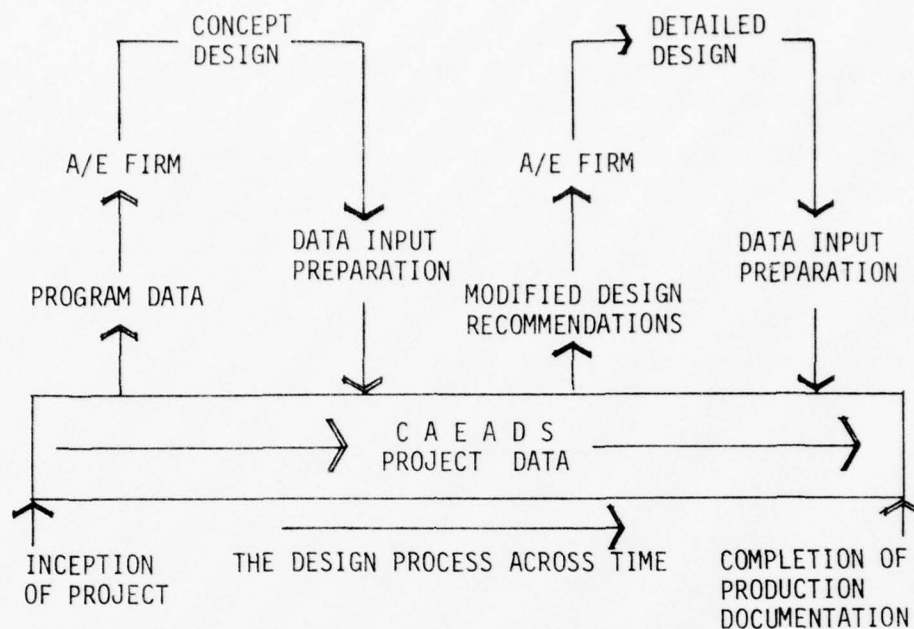 CONCEPT
DESIGN
DETAILED
DESIGN
A/E FIRM
A/E FIRM
DATA INPUT
PREPARATION
DATA INPUT
PREPARATION
PROGRAM DATA
MODIFIED DESIGN
RECOMMENDATIONS
C A E A D S
PROJECT DATA
INCEPTION
OF PROJECT
THE DESIGN PROCESS ACROSS TIME
COMPLETION OF
PRODUCTION
DOCUMENTATION